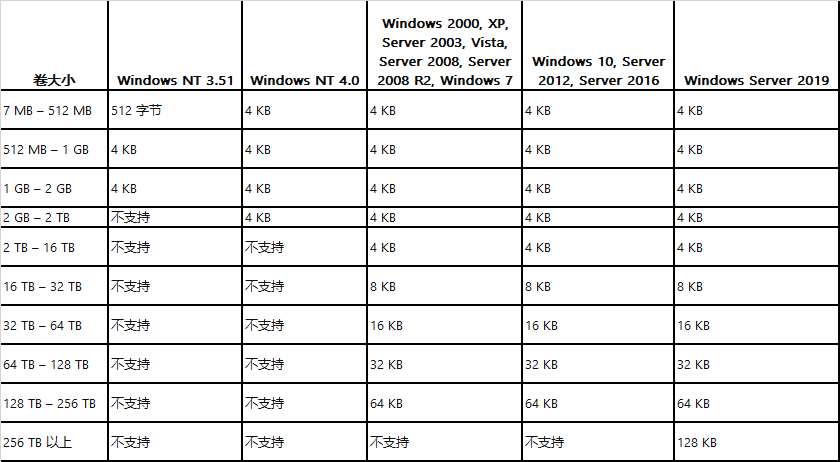 卷大小 Windows NT 3.51 Windows NT 4.0 Windows 2000, XP, Server 2003, Vista, Server 2008, Server 2008 R2, Windows 7 Windows 10, Server 2012, Server 2016 Windows Server 2019
7 MB – 512 MB 512 字节 4 KB 4 KB 4 KB 4 KB
512 MB – 1 GB 4 KB 4 KB 4 KB 4 KB 4 KB
1 GB – 2 GB 4 KB 4 KB 4 KB 4 KB 4 KB
2 GB – 2 TB 不支持 4 KB 4 KB 4 KB 4 KB
2 TB – 16 TB 不支持 不支持 4 KB 4 KB 4 KB
16 TB – 32 TB 不支持 不支持 8 KB 8 KB 8 KB
32 TB – 64 TB 不支持 不支持 16 KB 16 KB 16 KB
64 TB – 128 TB 不支持 不支持 32 KB 32 KB 32 KB
128 TB – 256 TB 不支持 不支持 64 KB 64 KB 64 KB
256 TB 以上 不支持 不支持 不支持 不支持 128 KB